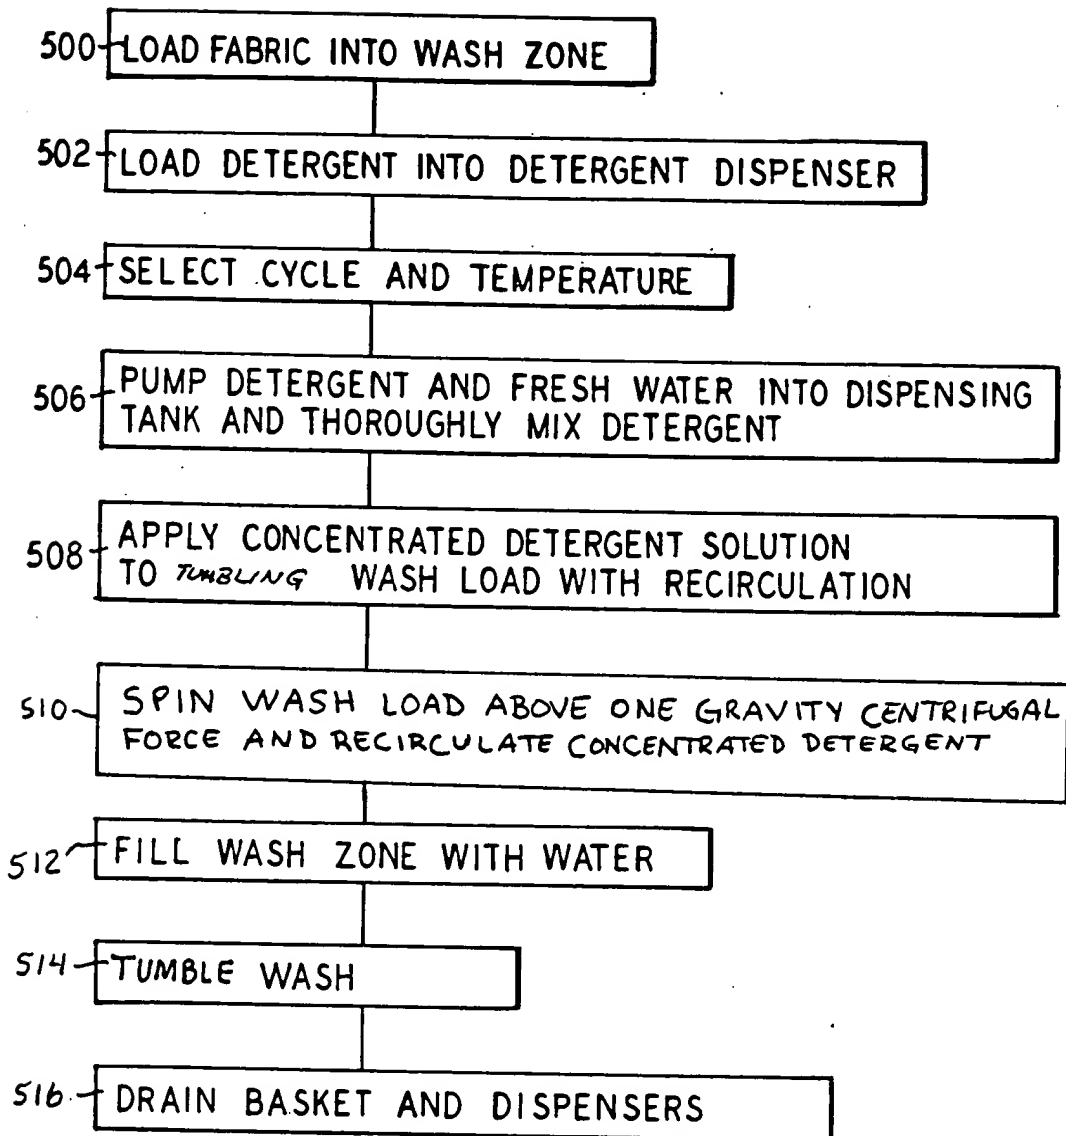 500 LOAD FABRIC INTO WASH ZONE
502 LOAD DETERGENT INTO DETERGENT DISPENSER
504 SELECT CYCLE AND TEMPERATURE
506 PUMP DETERGENT AND FRESH WATER INTO DISPENSING
TANK AND THOROUGHLY MIX DETERGENT
508 APPLY CONCENTRATED DETERGENT SOLUTION
TO TUMBLING WASH LOAD WITH RECIRCULATION
510 SPIN WASH LOAD ABOVE ONE GRAVITY CENTRIFUGAL
FORCE AND RECIRCULATE CONCENTRATED DETERGENT
512 FILL WASH ZONE WITH WATER
514 TUMBLE WASH
516 DRAIN BASKET AND DISPENSERS